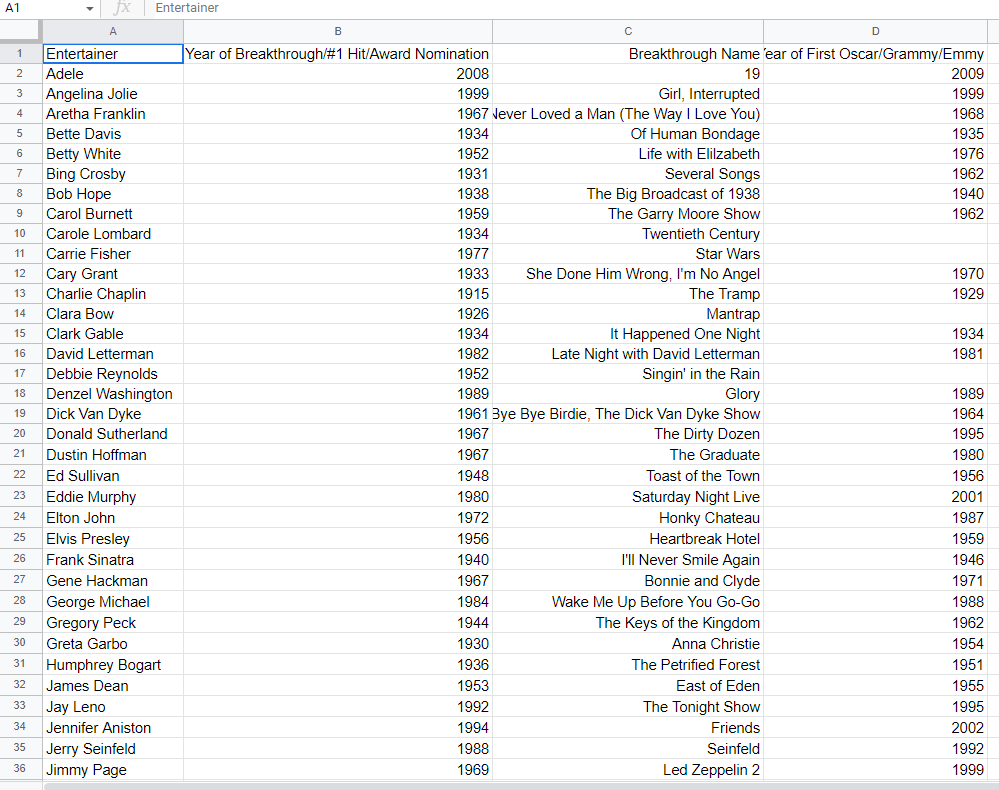 A1 fx Entertainer
A B C D
1 Entertainer Year of Breakthrough/#1 Hit/Award Nomination Breakthrough Name Year of First Oscar/Grammy/Emmy
2 Adele 2008 19 2009
3 Angelina Jolie 1999 Girl, Interrupted 1999
4 Aretha Franklin 1967 Never Loved a Man (The Way I Love You) 1968
5 Bette Davis 1934 Of Human Bondage 1935
6 Betty White 1952 Life with Elilzabeth 1976
7 Bing Crosby 1931 Several Songs 1962
8 Bob Hope 1938 The Big Broadcast of 1938 1940
9 Carol Burnett 1959 The Garry Moore Show 1962
10 Carole Lombard 1934 Twentieth Century
11 Carrie Fisher 1977 Star Wars
12 Cary Grant 1933 She Done Him Wrong, I'm No Angel 1970
13 Charlie Chaplin 1915 The Tramp 1929
14 Clara Bow 1926 Mantrap
15 Clark Gable 1934 It Happened One Night 1934
16 David Letterman 1982 Late Night with David Letterman 1981
17 Debbie Reynolds 1952 Singin' in the Rain
18 Denzel Washington 1989 Glory 1989
19 Dick Van Dyke 1961 Bye Bye Birdie, The Dick Van Dyke Show 1964
20 Donald Sutherland 1967 The Dirty Dozen 1995
21 Dustin Hoffman 1967 The Graduate 1980
22 Ed Sullivan 1948 Toast of the Town 1956
23 Eddie Murphy 1980 Saturday Night Live 2001
24 Elton John 1972 Honky Chateau 1987
25 Elvis Presley 1956 Heartbreak Hotel 1959
26 Frank Sinatra 1940 I'll Never Smile Again 1946
27 Gene Hackman 1967 Bonnie and Clyde 1971
28 George Michael 1984 Wake Me Up Before You Go-Go 1988
29 Gregory Peck 1944 The Keys of the Kingdom 1962
30 Greta Garbo 1930 Anna Christie 1954
31 Humphrey Bogart 1936 The Petrified Forest 1951
32 James Dean 1953 East of Eden 1955
33 Jay Leno 1992 The Tonight Show 1995
34 Jennifer Aniston 1994 Friends 2002
35 Jerry Seinfeld 1988 Seinfeld 1992
36 Jimmy Page 1969 Led Zeppelin 2 1999